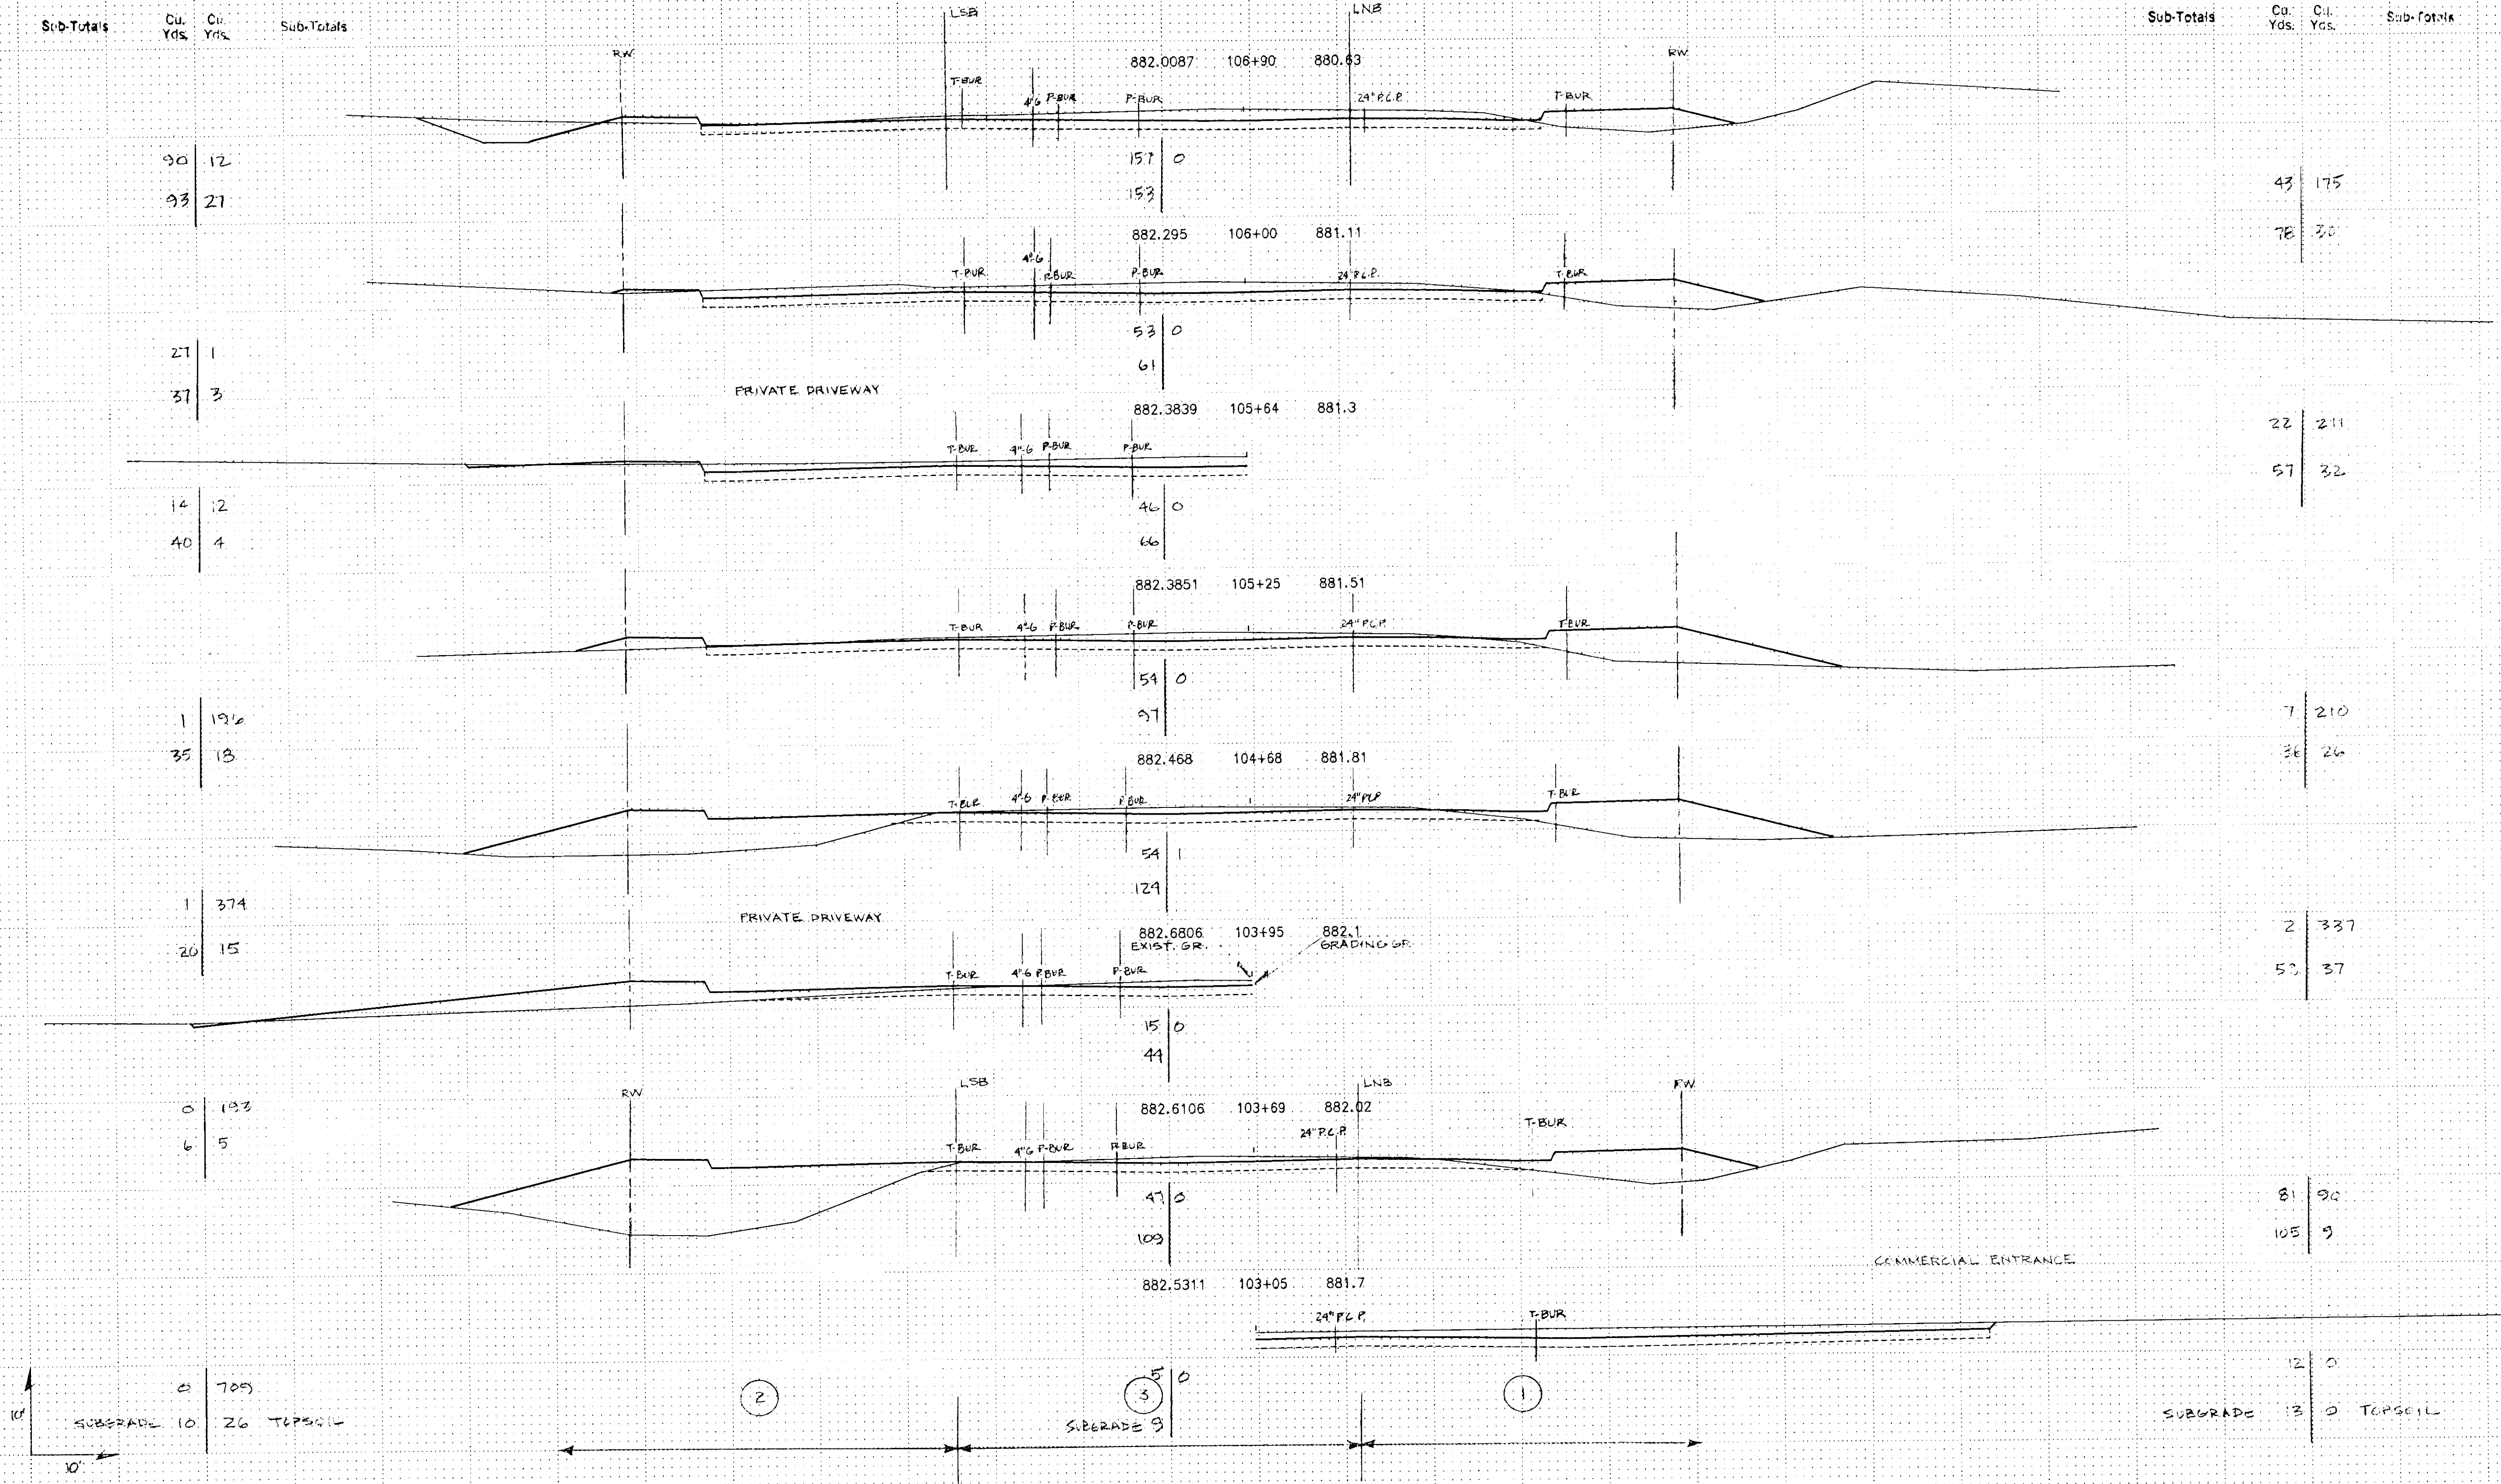 Sub-Totals Cu. Yds. Cu. Yds. Sub-Totals LSB LNB Sub-Totals Cu. Yds. Cu. Yds. Sub-Totals
RW 882.0087 106+90 880.63 RW
T-BUR 4"G P-BUR P-BUR 24" P.C.P. T-BUR
90 12 157 0 43 175
93 27 153 78 30
882.295 106+00 881.11
T-BUR 4"-G P-BUR P-BUR 24" P.C.P. T-BUR
27 1 53 0
37 3 61
PRIVATE DRIVEWAY
882.3839 105+64 881.3
22 211
T-BUR 4"-G P-BUR P-BUR
57 32
14 12 46 0
40 4 66
882.3851 105+25 881.51
T-BUR 4"-G P-BUR P-BUR 24" P.C.P. T-BUR
54 0
1 196 97 7 210
35 13 36 26
882.468 104+68 881.81
T-BUR 4"-G P-BUR P-BUR 24" PCP T-BUR
54 1
1 374 124
PRIVATE DRIVEWAY
882.6806 103+95 882.1 2 337
20 15 EXIST. GR. GRADING GR.
T-BUR 4"-G P-BUR P-BUR 37
15 0
44
RW LSB LNB RW
0 193 882.6106 103+69 882.02
6 5 24" P.C.P. T-BUR
T-BUR 4"G P-BUR P-BUR
47 0 81 90
109 105 9
COMMERCIAL ENTRANCE
882.5311 103+05 881.7
24" P.C.P. T-BUR
0 709 5 0 12 0
2 3 1
10' SUBGRADE 10 26 TOPSOIL SUBGRADE 9 SUBGRADE 13 0 TOPSOIL
10'